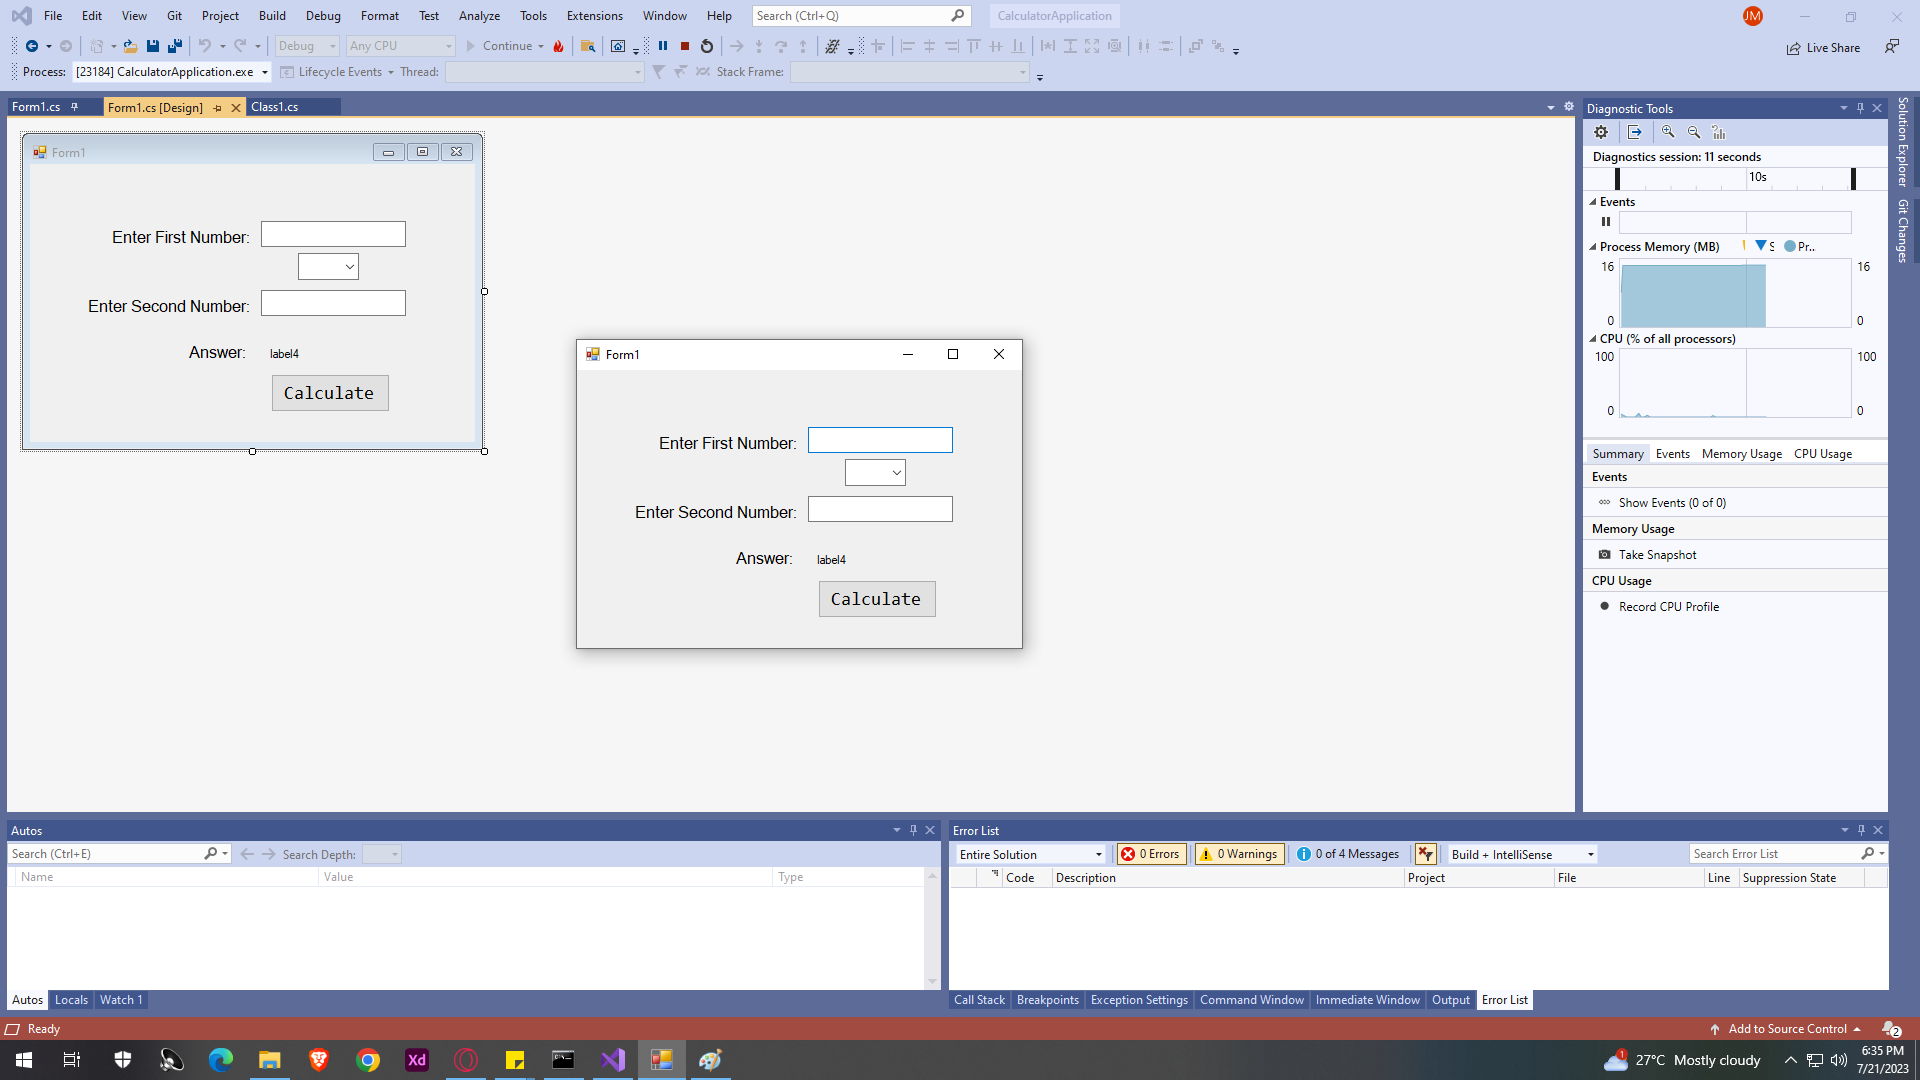 File Edit View Git Project Build Debug Format Test Analyze Tools Extensions Window Help Search (Ctrl+Q) CalculatorApplication JM
Debug Any CPU Continue Live Share
Process: [23184] CalculatorApplication.exe Lifecycle Events Thread: Stack Frame:
Form1.cs Form1.cs [Design] Class1.cs
Form1
Enter First Number:
Enter Second Number:
Answer: label4
Calculate
Form1
Enter First Number:
Enter Second Number:
Answer: label4
Calculate
Diagnostic Tools
Diagnostics session: 11 seconds
10s
Events
Process Memory (MB) S Pr...
16 16
0 0
CPU (% of all processors)
100 100
0 0
Summary Events Memory Usage CPU Usage
Events
Show Events (0 of 0)
Memory Usage
Take Snapshot
CPU Usage
Record CPU Profile
Solution Explorer
Git Changes
Autos
Search (Ctrl+E) Search Depth:
Name Value Type
Autos Locals Watch 1
Error List
Entire Solution 0 Errors 0 Warnings 0 of 4 Messages Build + IntelliSense Search Error List
Code Description Project File Line Suppression State
Call Stack Breakpoints Exception Settings Command Window Immediate Window Output Error List
Ready Add to Source Control 2
Xd 1 27°C Mostly cloudy 6:35 PM
7/21/2023